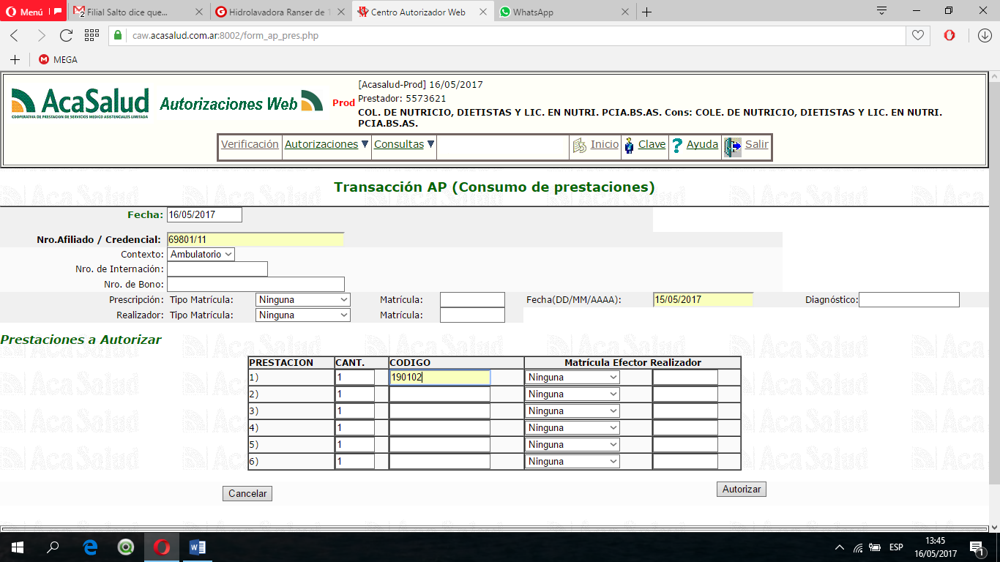 Menú
2 Filial Salto dice que...
Hidrolavadora Ranser de 1
Centro Autorizador Web
WhatsApp
caw.acasalud.com.ar:8002/form_ap_pres.php
MEGA
AcaSalud
COOPERATIVA DE PRESTACION DE SERVICIOS MEDICO ASISTENCIALES LIMITADA
Autorizaciones Web
Prod
[Acasalud-Prod] 16/05/2017
Prestador: 5573621
COL. DE NUTRICIO, DIETISTAS Y LIC. EN NUTRI. PCIA.BS.AS. Cons: COLE. DE NUTRICIO, DIETISTAS Y LIC. EN NUTRI.
PCIA.BS.AS.
Verificación Autorizaciones Consultas Inicio Clave Ayuda Salir
Transacción AP (Consumo de prestaciones)
Fecha: 16/05/2017
Nro.Afiliado / Credencial: 69801/11
Contexto: Ambulatorio
Nro. de Internación:
Nro. de Bono:
Prescripción: Tipo Matrícula: Ninguna Matrícula: Fecha(DD/MM/AAAA): 15/05/2017 Diagnóstico:
Realizador: Tipo Matrícula: Ninguna Matrícula:
Prestaciones a Autorizar
PRESTACION CANT. CODIGO Matrícula Efector Realizador
1) 1 190102 Ninguna
2) 1 Ninguna
3) 1 Ninguna
4) 1 Ninguna
5) 1 Ninguna
6) 1 Ninguna
Cancelar Autorizar
ESP
13:45
16/05/2017
1